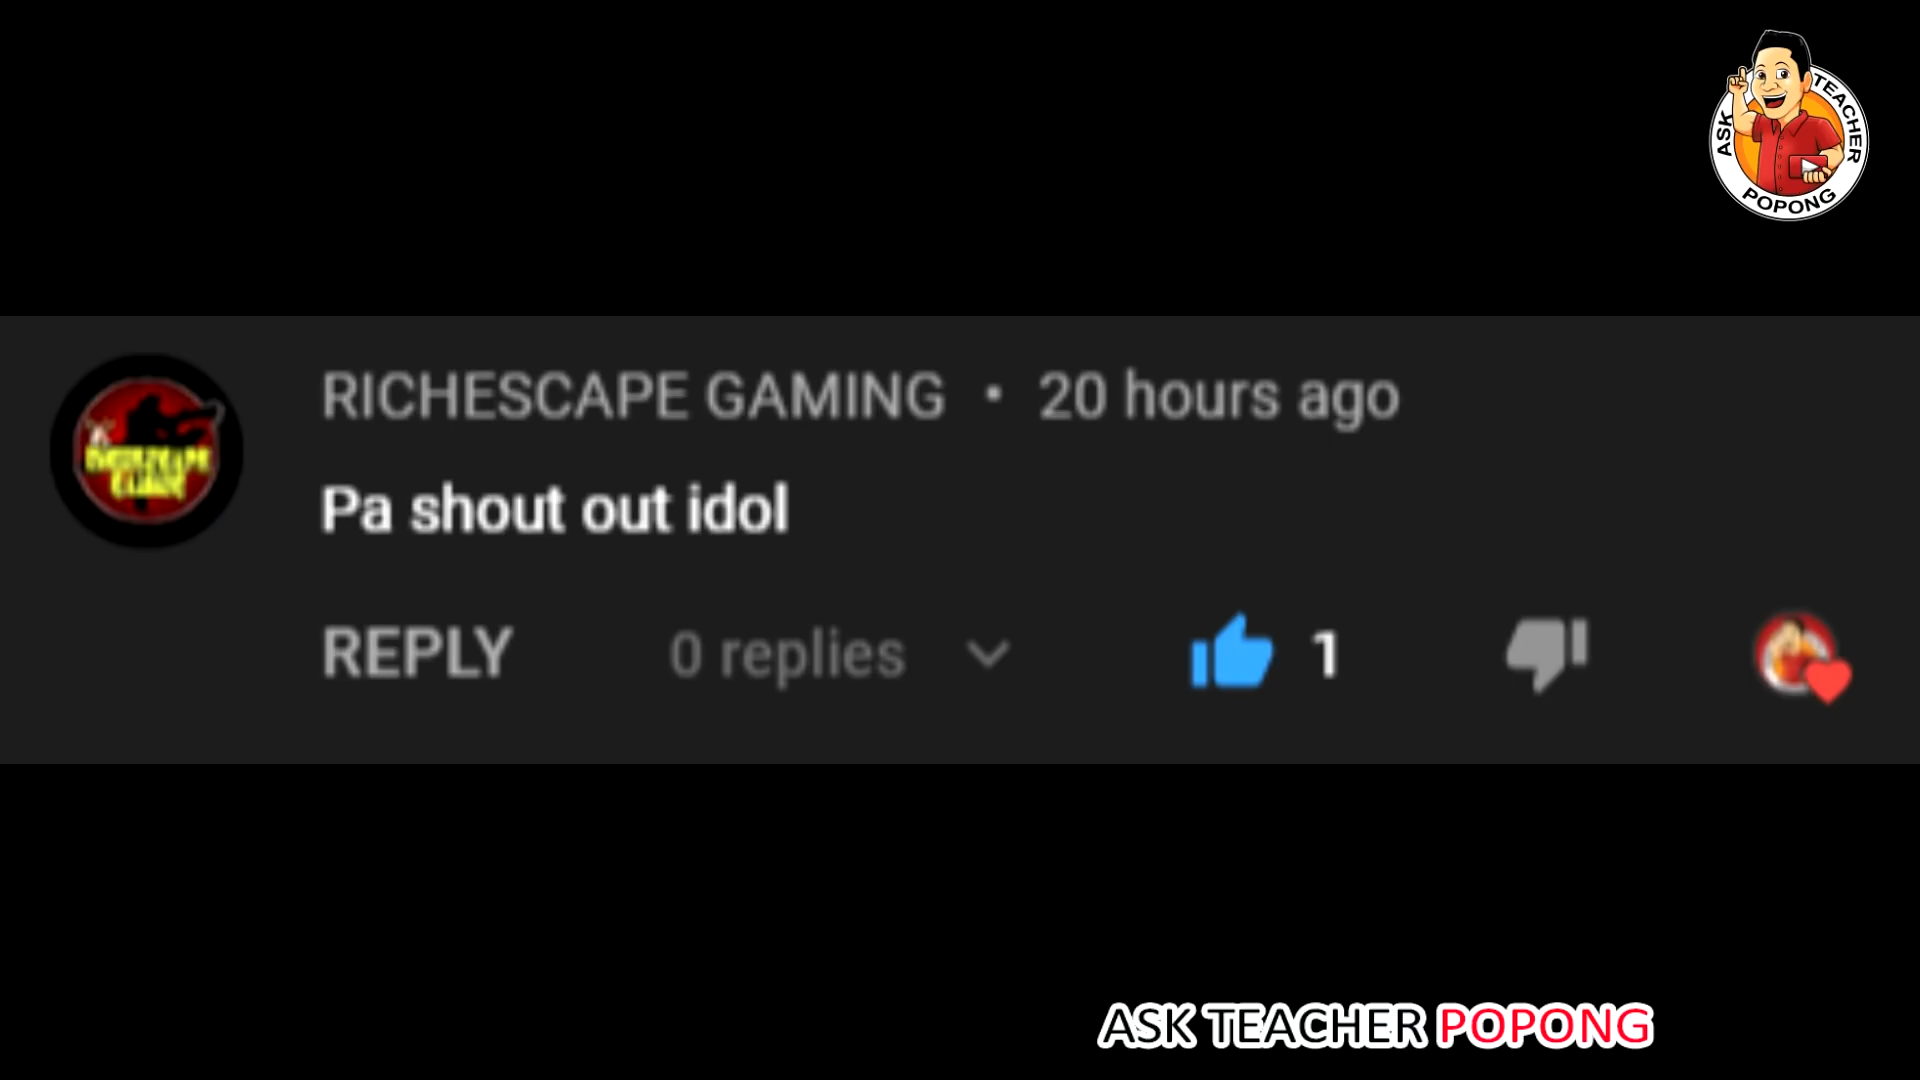 ASK TEACHER
POPONG
RICHESCAPE GAMING • 20 hours ago
Pa shout out idol
REPLY 0 replies 1
ASK TEACHER POPONG